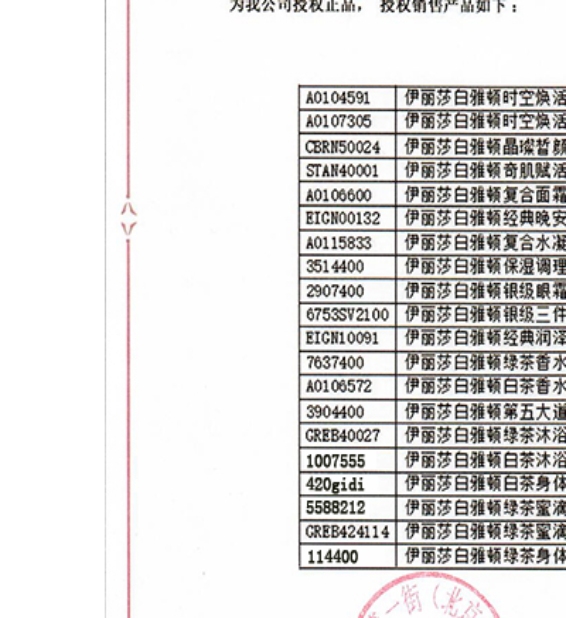 为我公司授权正品， 授权销售产品如下：
A0104591 伊丽莎白雅顿时空焕活
A0107305 伊丽莎白雅顿时空焕活
CBRN50024 伊丽莎白雅顿晶璨皙颜
STAN40001 伊丽莎白雅顿奇肌赋活
A0106600 伊丽莎白雅顿复合面霜
EIGN00132 伊丽莎白雅顿经典晚安
A0115833 伊丽莎白雅顿复合水凝
3514400 伊丽莎白雅顿保湿调理
2907400 伊丽莎白雅顿银级眼霜
6753SV2100 伊丽莎白雅顿银级三件
EIGN10091 伊丽莎白雅顿经典润泽
7637400 伊丽莎白雅顿绿茶香水
A0106572 伊丽莎白雅顿白茶香水
3904400 伊丽莎白雅顿第五大道
GREB40027 伊丽莎白雅顿绿茶沐浴
1007555 伊丽莎白雅顿白茶沐浴
420gidi 伊丽莎白雅顿白茶身体
5588212 伊丽莎白雅顿绿茶蜜滴
GREB424114 伊丽莎白雅顿绿茶蜜滴
114400 伊丽莎白雅顿绿茶身体
一街（北京